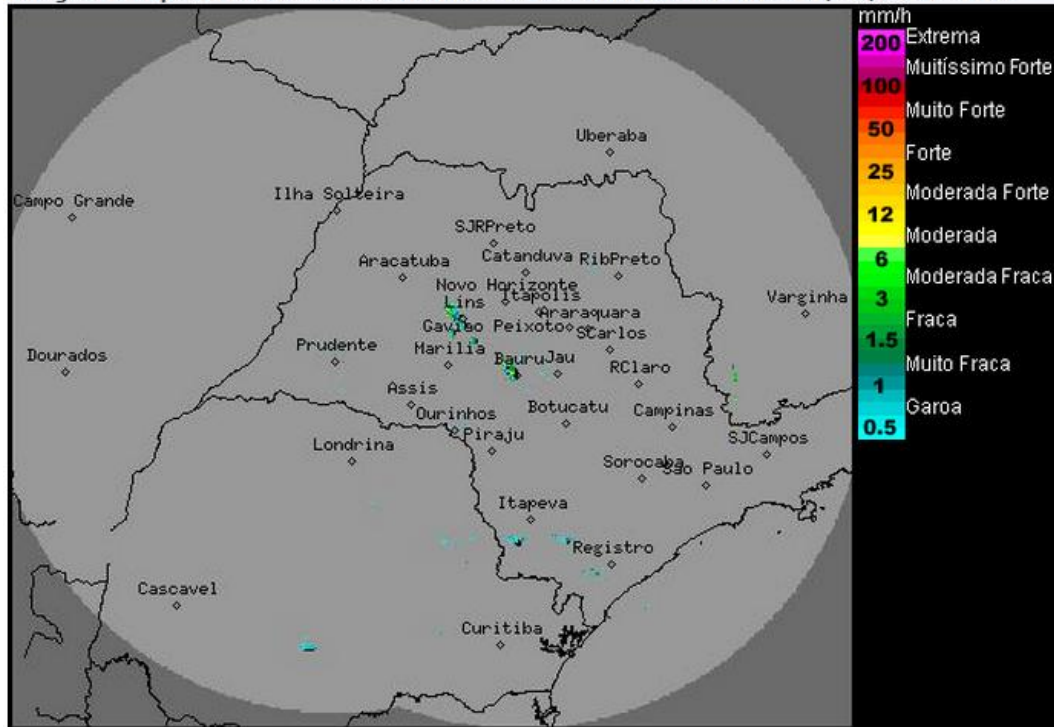 mm/h
200 Extrema
Muitíssimo Forte
100
Muito Forte
50
Forte
25
Moderada Forte
12
Moderada
6
Moderada Fraca
3
Fraca
1.5
Muito Fraca
1
Garoa
0.5
Uberaba
Campo Grande
Ilha Solteira
SJRPreto
Aracatuba
Catanduva
RibPreto
Novo Horizonte
Lins
Itapolis
Varginha
Araraquara
Gaviao Peixoto
SCarlos
Dourados
Prudente
Marilia
Bauru
Jau
RClaro
Assis
Ourinhos
Botucatu
Campinas
Londrina
Piraju
SJCampos
Sorocaba
Sao Paulo
Itapeva
Registro
Cascavel
Curitiba